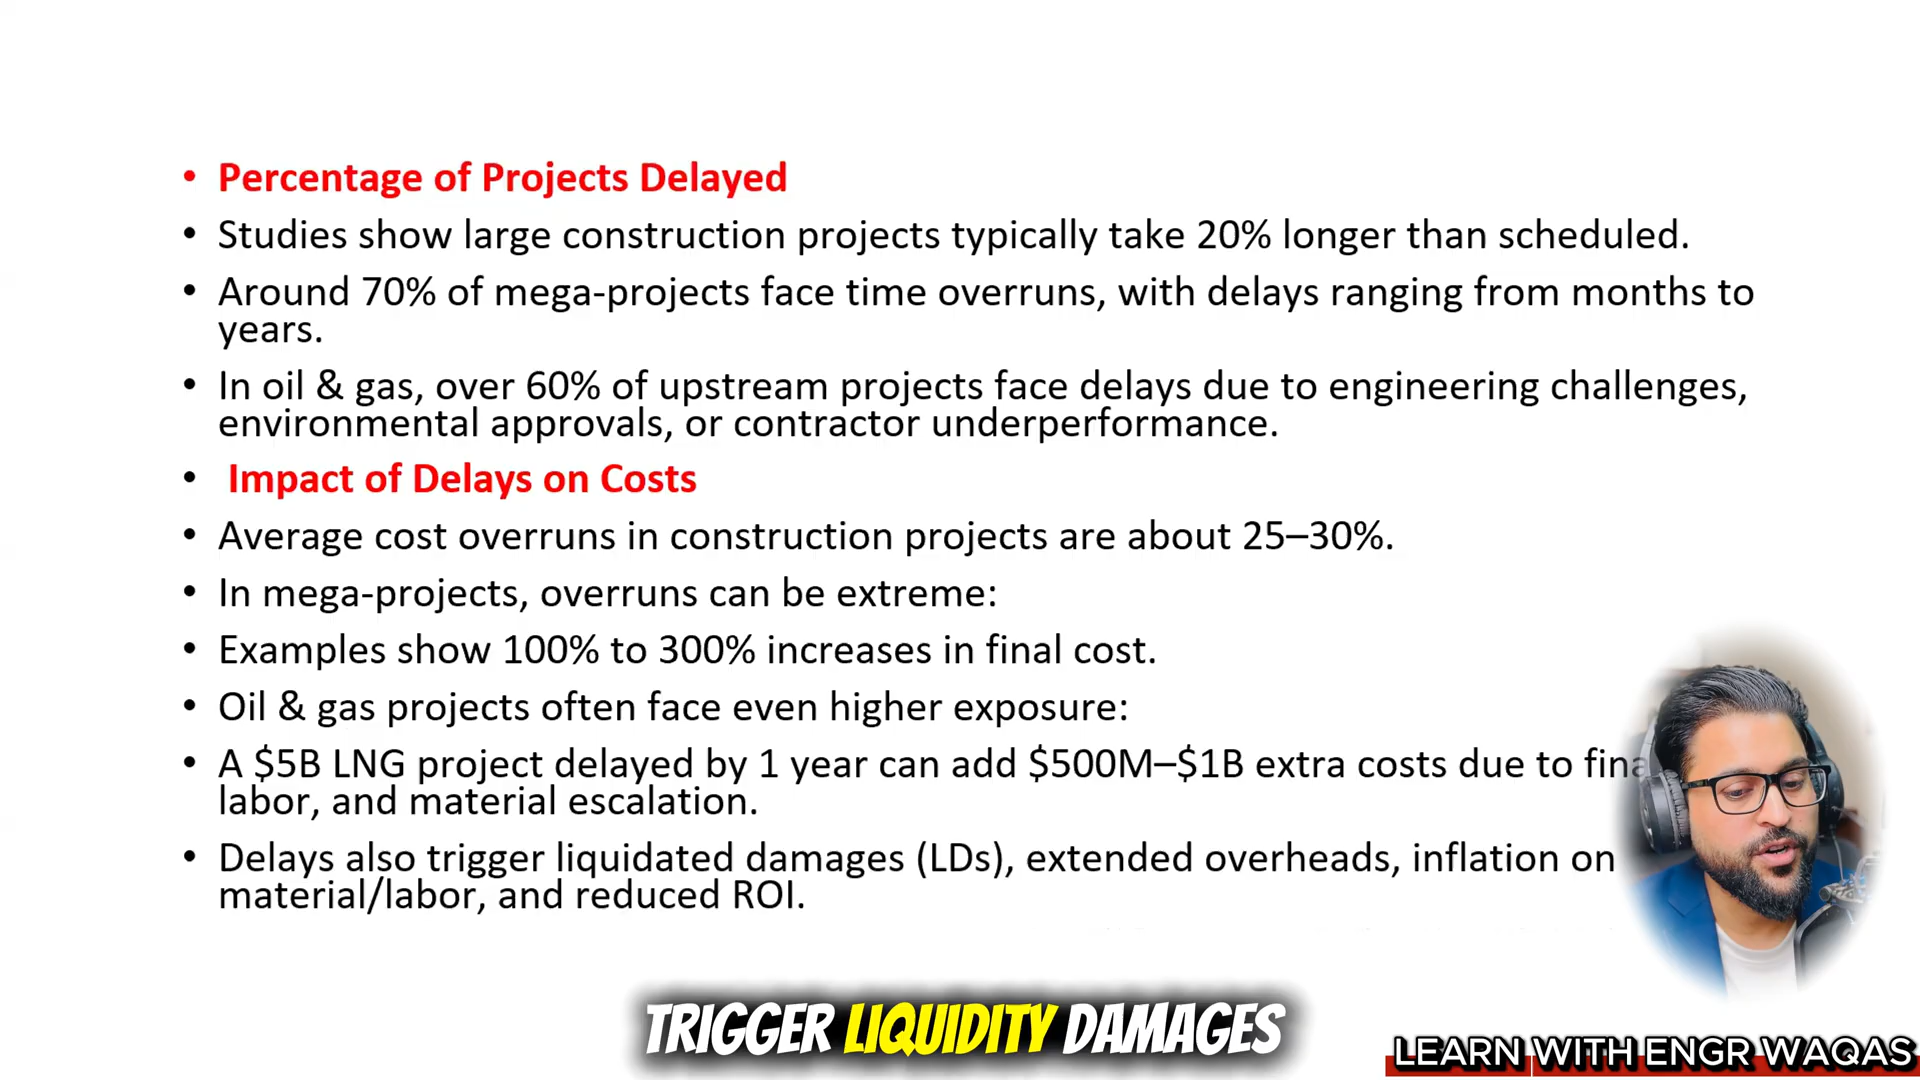 • Percentage of Projects Delayed
• Studies show large construction projects typically take 20% longer than scheduled.
• Around 70% of mega-projects face time overruns, with delays ranging from months to
years.
• In oil & gas, over 60% of upstream projects face delays due to engineering challenges,
environmental approvals, or contractor underperformance.
• Impact of Delays on Costs
• Average cost overruns in construction projects are about 25–30%.
• In mega-projects, overruns can be extreme:
• Examples show 100% to 300% increases in final cost.
• Oil & gas projects often face even higher exposure:
• A $5B LNG project delayed by 1 year can add $500M–$1B extra costs due to
labor, and material escalation.
• Delays also trigger liquidated damages (LDs), extended overheads, inflation on
material/labor, and reduced ROI.
TRIGGER LIQUIDITY DAMAGES
LEARN WITH ENGR WAQAS